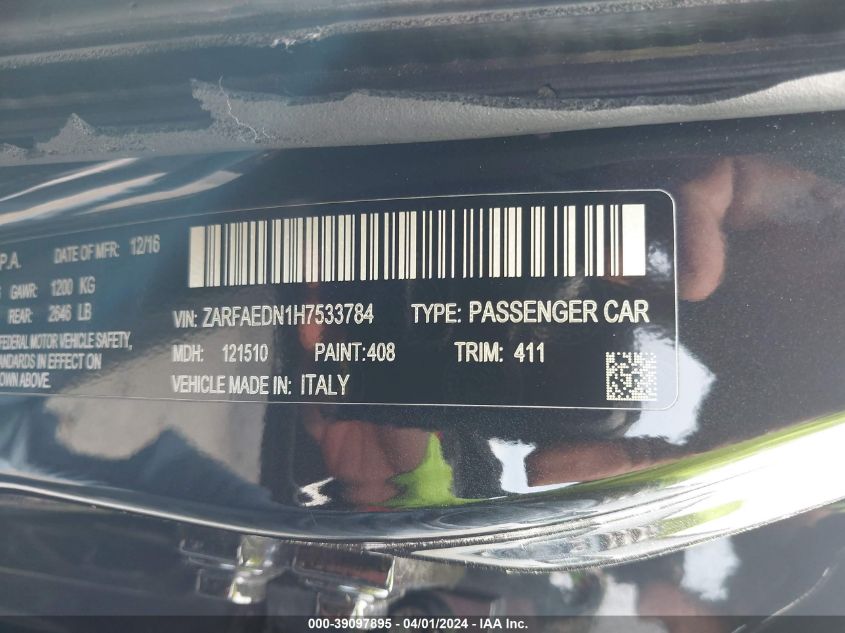 P.A. DATE OF MFR: 12/16
GAWR: 1200 KG
REAR: 2646 LB
FEDERAL MOTOR VEHICLE SAFETY,
STANDARDS IN EFFECT ON
OWN ABOVE.
VIN: ZARFAEDN1H7533784 TYPE: PASSENGER CAR
MDH: 121510 PAINT:408 TRIM: 411
VEHICLE MADE IN: ITALY
000-39097895 - 04/01/2024 - IAA Inc.